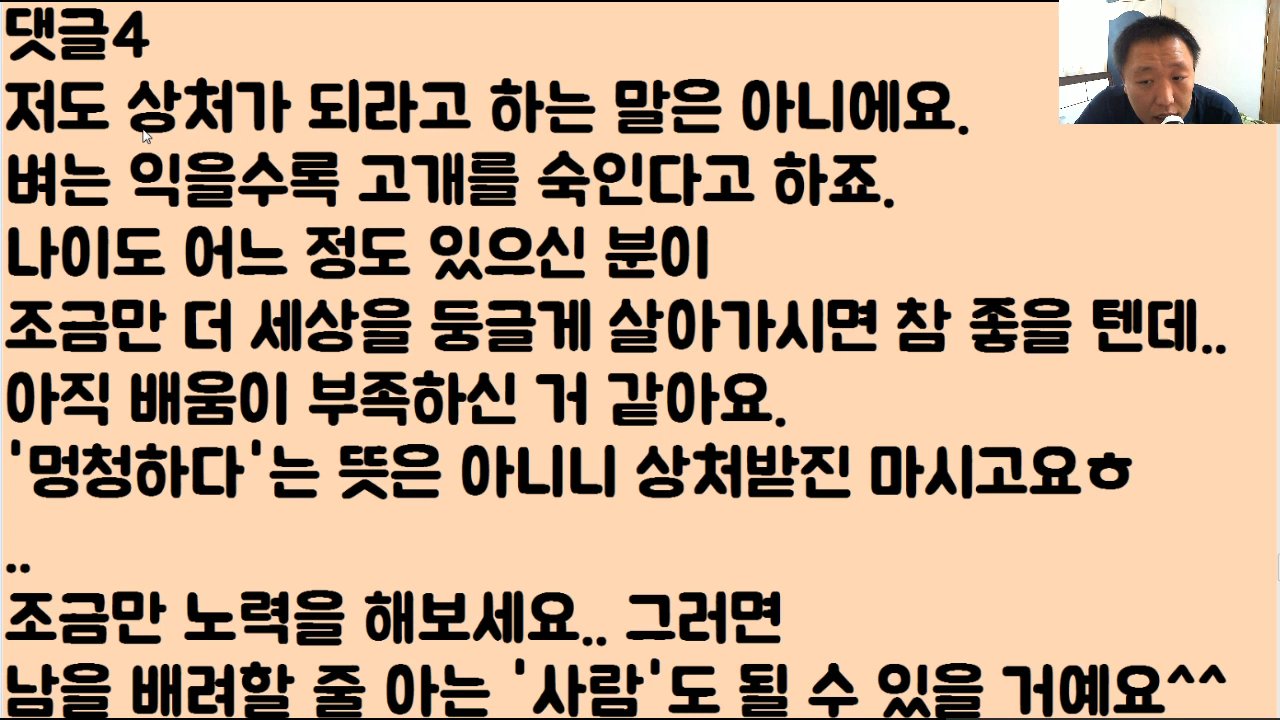 댓글4
저도 상처가 되라고 하는 말은 아니에요.
벼는 익을수록 고개를 숙인다고 하죠.
나이도 어느 정도 있으신 분이
조금만 더 세상을 둥글게 살아가시면 참 좋을 텐데..
아직 배움이 부족하신 거 같아요.
'멍청하다'는 뜻은 아니니 상처받진 마시고요ㅎ
..
조금만 노력을 해보세요.. 그러면
남을 배려할 줄 아는 '사람'도 될 수 있을 거예요^^